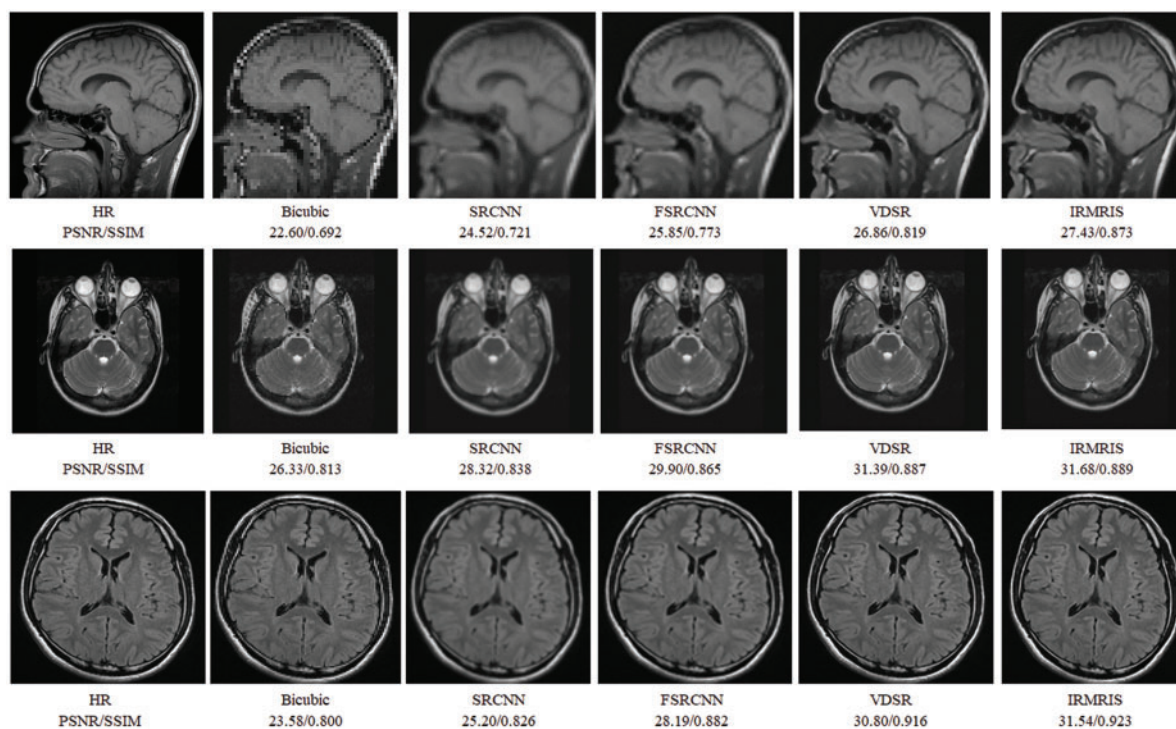 HR Bicubic SRCNN FSRCNN VDSR IRMRIS
PSNR/SSIM 22.60/0.692 24.52/0.721 25.85/0.773 26.86/0.819 27.43/0.873
HR Bicubic SRCNN FSRCNN VDSR IRMRIS
PSNR/SSIM 26.33/0.813 28.32/0.838 29.90/0.865 31.39/0.887 31.68/0.889
HR Bicubic SRCNN FSRCNN VDSR IRMRIS
PSNR/SSIM 23.58/0.800 25.20/0.826 28.19/0.882 30.80/0.916 31.54/0.923